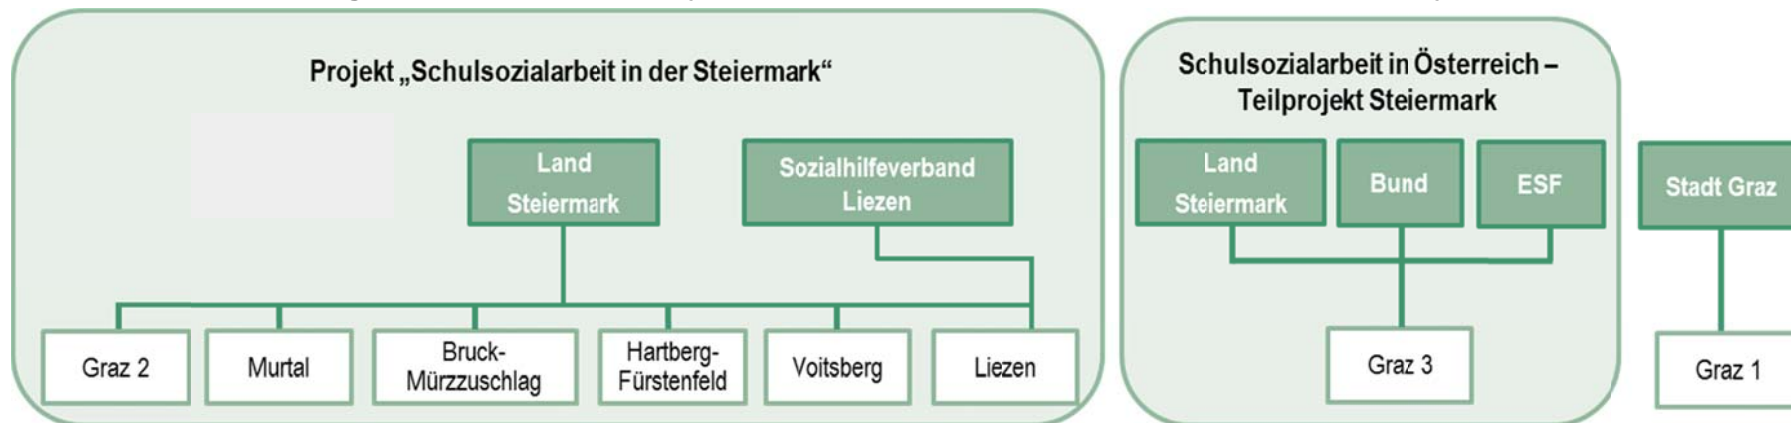 Projekt „Schulsozialarbeit in der Steiermark“
Land
Steiermark
Sozialhilfeverband
Liezen
Graz 2
Murtal
Bruck-
Mürzzuschlag
Hartberg-
Fürstenfeld
Voitsberg
Liezen
Schulsozialarbeit in Österreich –
Teilprojekt Steiermark
Land
Steiermark
Bund
ESF
Graz 3
Stadt Graz
Graz 1